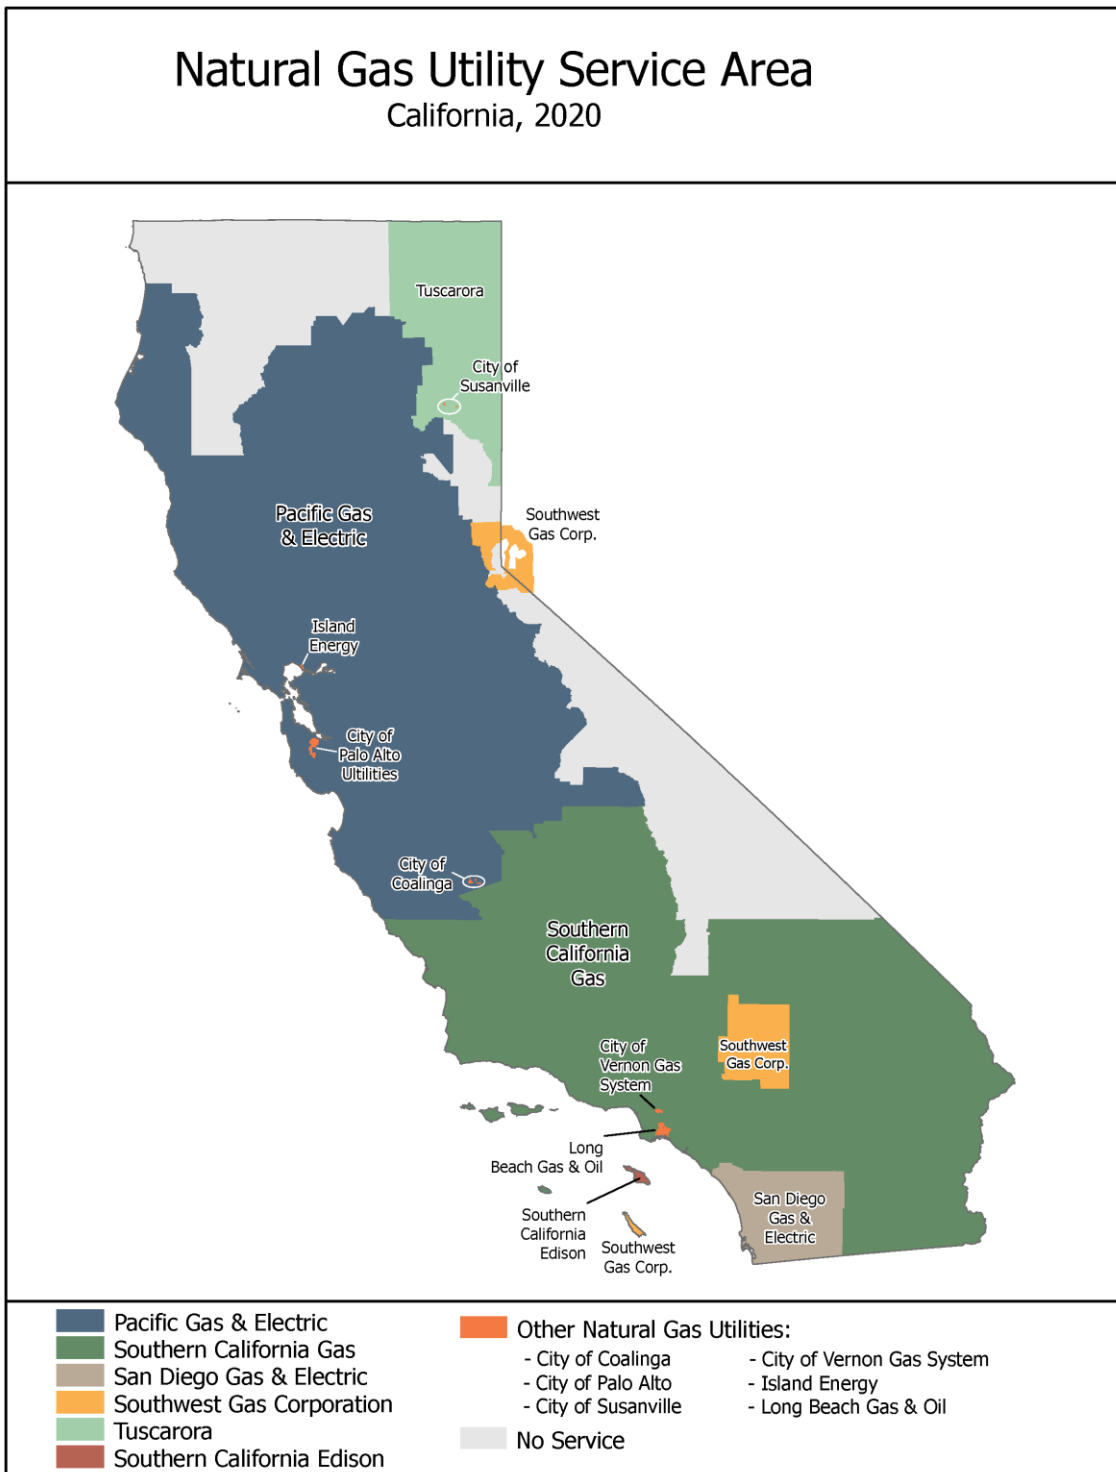 Natural Gas Utility Service Area
California, 2020
Tuscarora
City of
Susanville
Southwest
Gas Corp.
Pacific Gas
& Electric
Island
Energy
City of
Palo Alto
Ultilities
City of
Coalinga
Southern
California
Gas
City of
Vernon Gas
System
Southwest
Gas Corp.
Long
Beach Gas & Oil
Southern
California
Edison
Southwest
Gas Corp.
San Diego
Gas &
Electric
Pacific Gas & Electric
Southern California Gas
San Diego Gas & Electric
Southwest Gas Corporation
Tuscarora
Southern California Edison
Other Natural Gas Utilities:
- City of Coalinga
- City of Palo Alto
- City of Susanville
- City of Vernon Gas System
- Island Energy
- Long Beach Gas & Oil
No Service